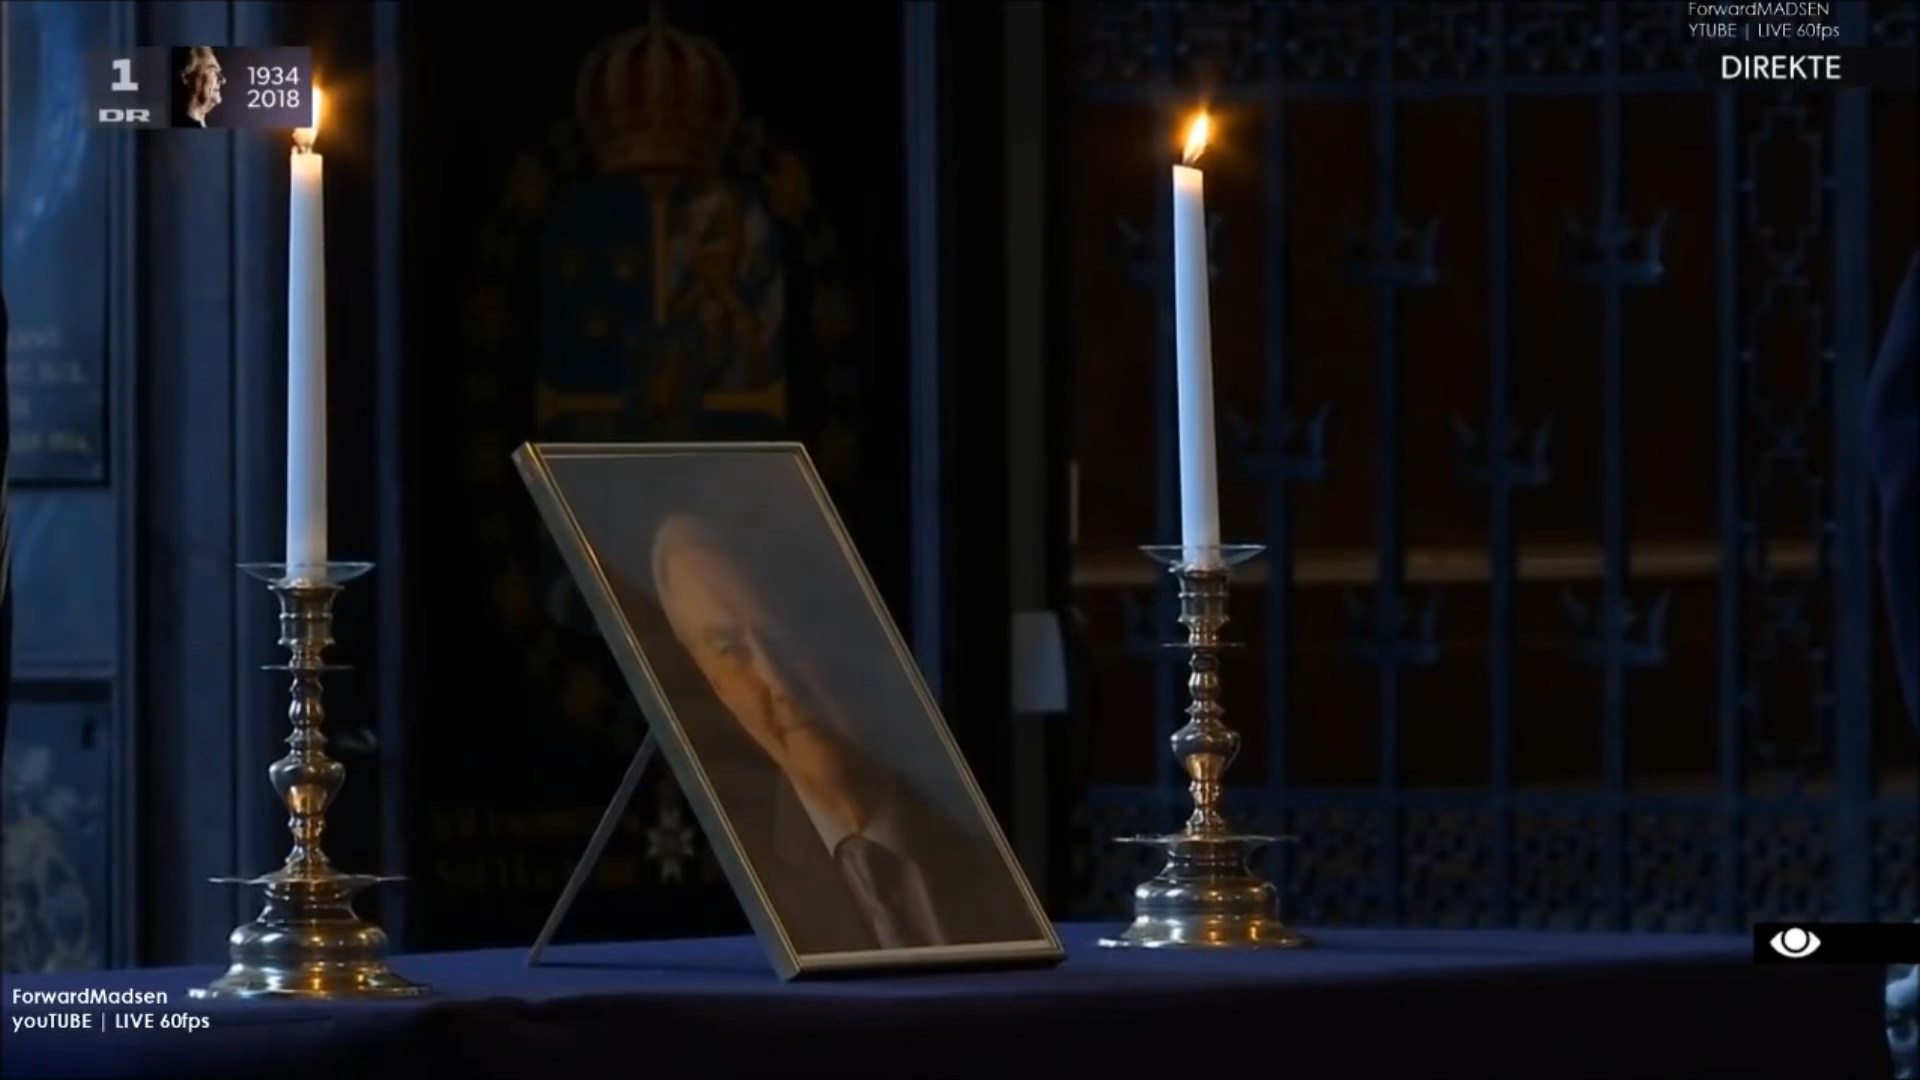 ForwardMADSEN
YTUBE | LIVE 60fps
DIREKTE
1
DR
1934
2018
ForwardMadsen
youTUBE | LIVE 60fps